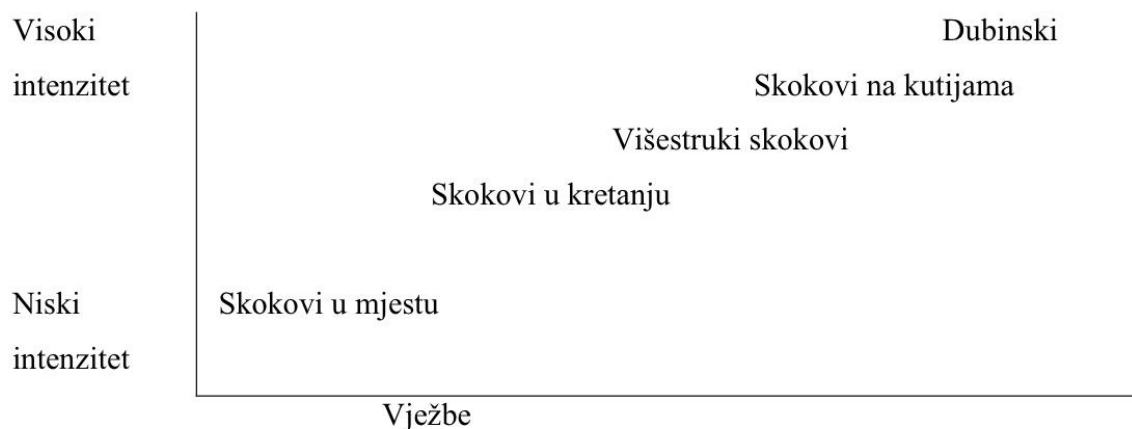 Visoki
Dubinski
intenzitet
Skokovi na kutijama
Višestruki skokovi
Skokovi u kretanju
Niski
Skokovi u mjestu
intenzitet
Vježbe